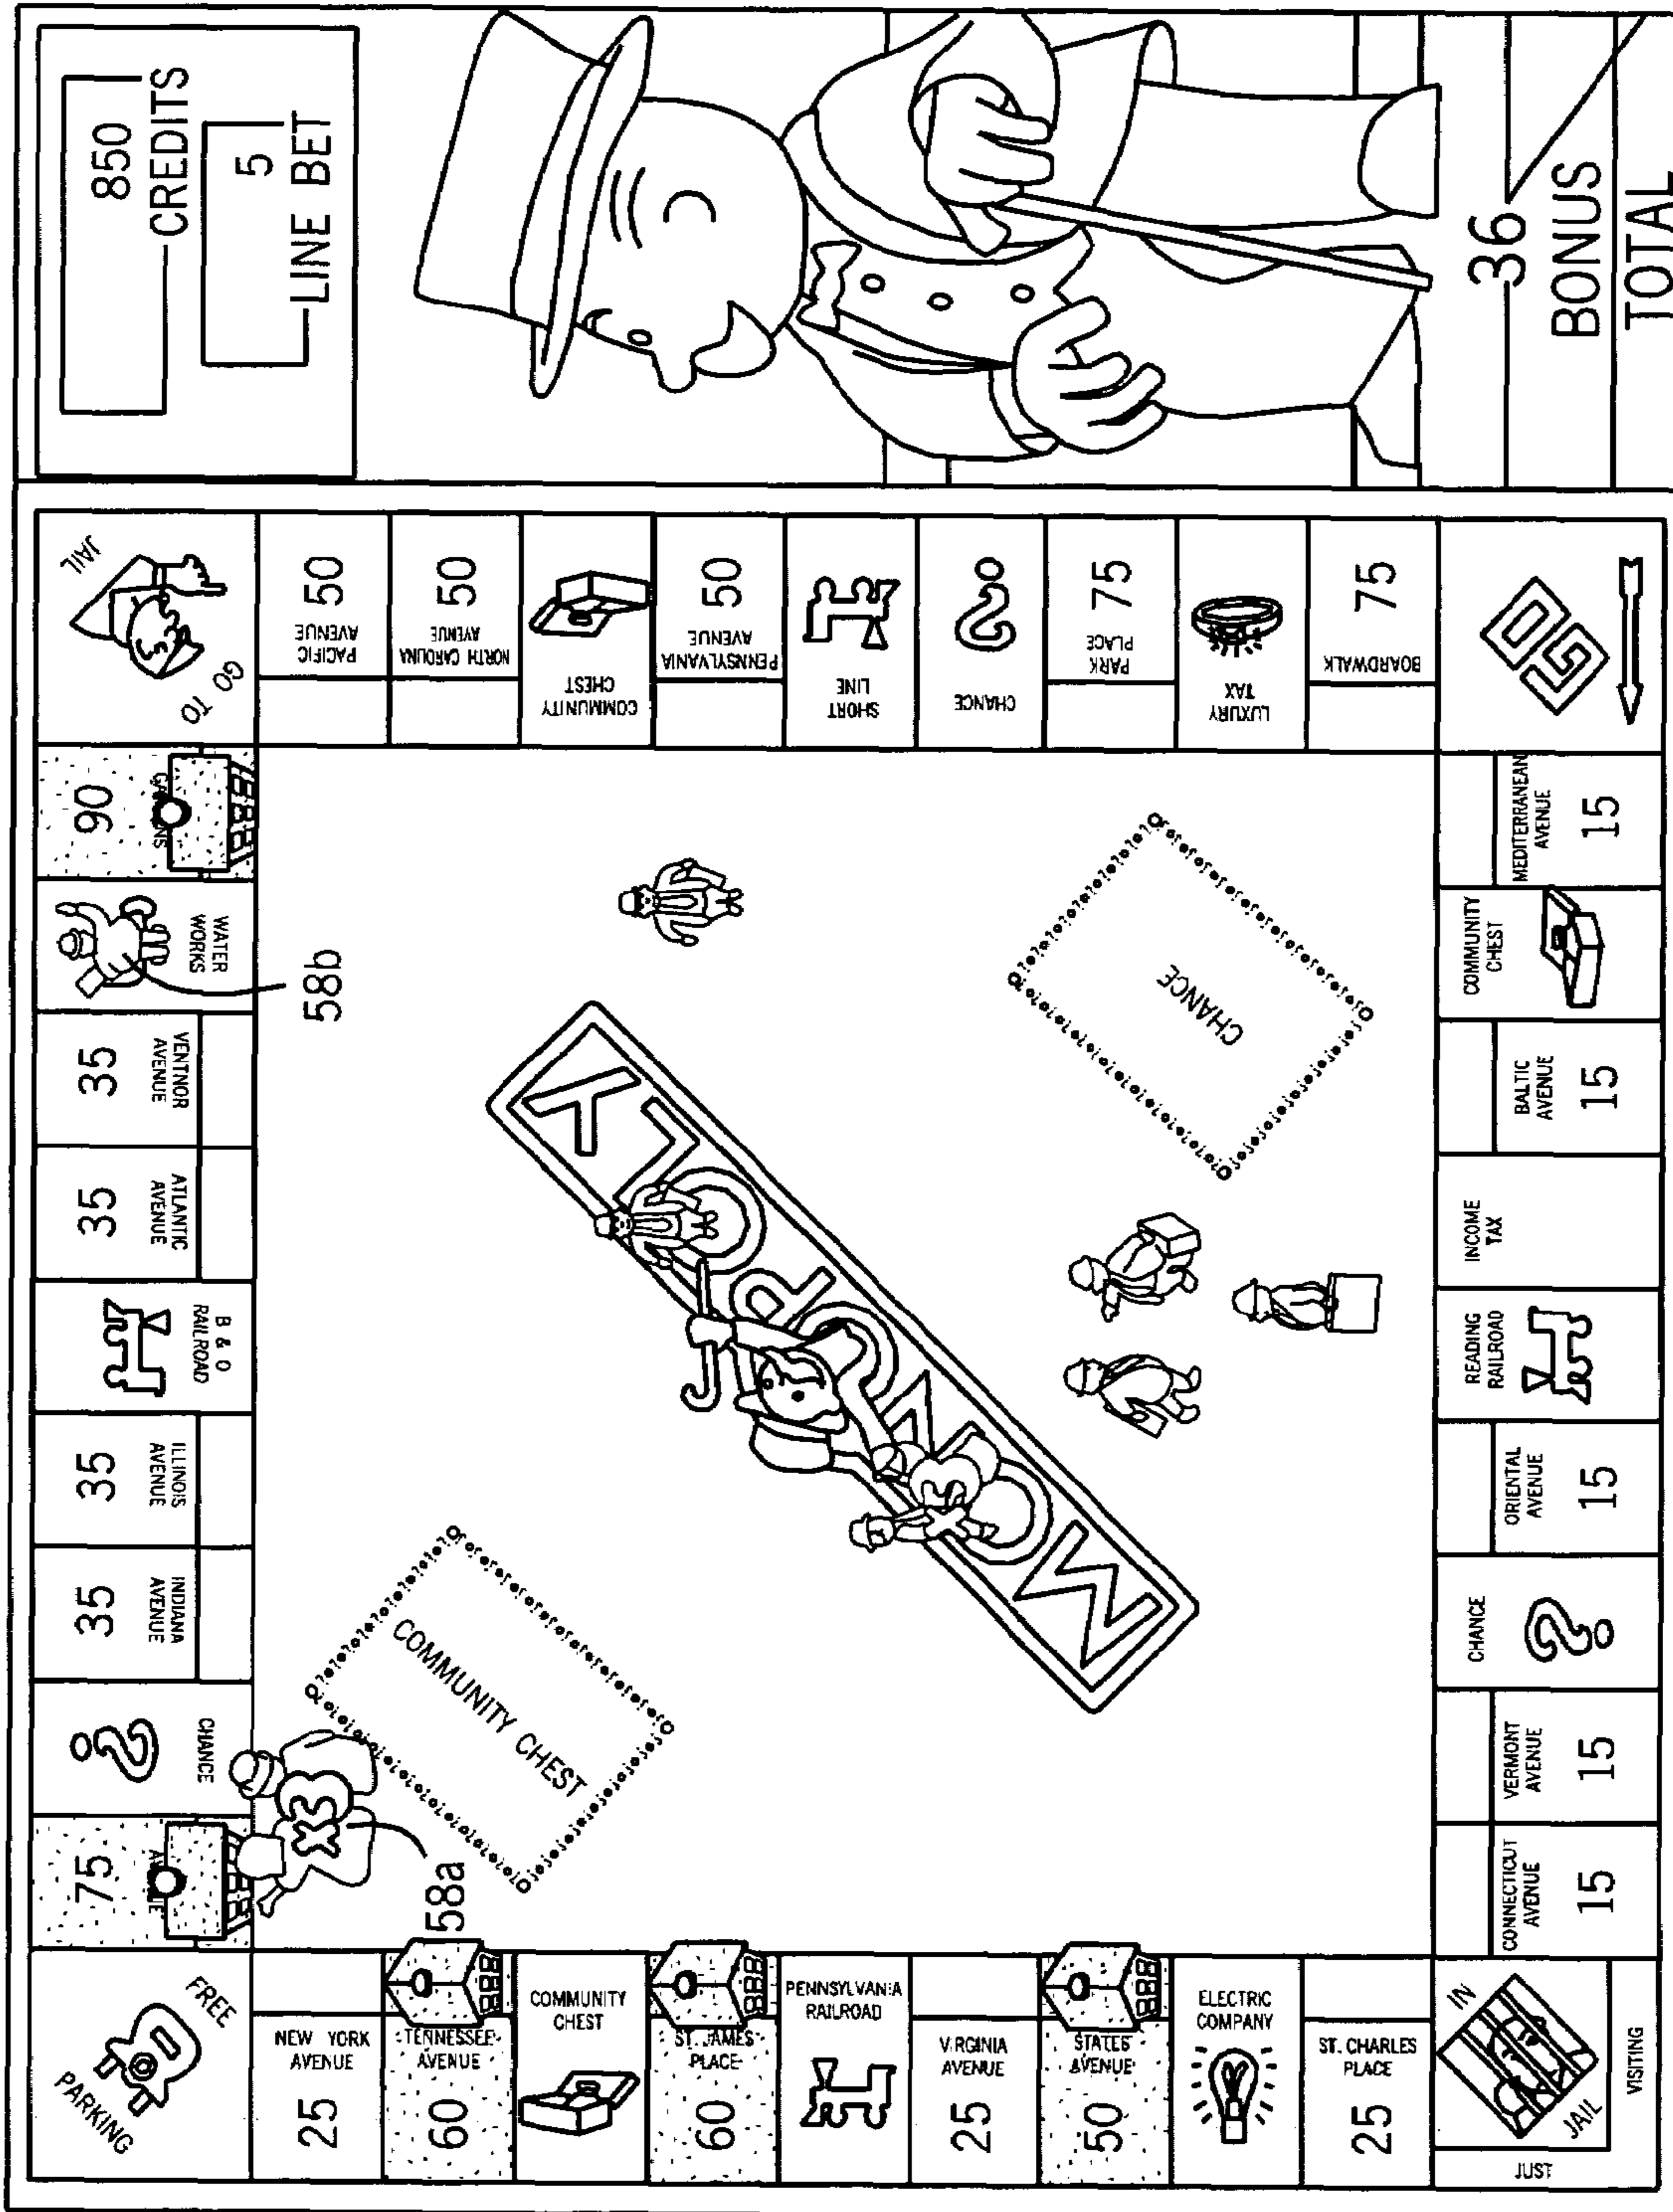 850
CREDITS
5
LINE BET
36
BONUS
TOTAL
GO TO
JAIL
PACIFIC
AVENUE
50
NORTH CAROLINA
AVENUE
50
COMMUNITY
CHEST
PENNSYLVANIA
AVENUE
50
SHORT
LINE
CHANCE
PARK
PLACE
75
LUXURY
TAX
BOARDWALK
75
GO
MEDITERRANEAN
AVENUE
15
COMMUNITY
CHEST
BALTIC
AVENUE
15
INCOME
TAX
READING
RAILROAD
ORIENTAL
AVENUE
15
CHANCE
VERMONT
AVENUE
15
CONNECTICUT
AVENUE
15
IN
JAIL
JUST
VISITING
ST. CHARLES
PLACE
25
ELECTRIC
COMPANY
STATES
AVENUE
50
VIRGINIA
AVENUE
25
PENNSYLVANIA
RAILROAD
ST. JAMES
PLACE
60
COMMUNITY
CHEST
TENNESSEE
AVENUE
60
NEW YORK
AVENUE
25
FREE
PARKING
75
CHANCE
INDIANA
AVENUE
35
ILLINOIS
AVENUE
35
B & O
RAILROAD
ATLANTIC
AVENUE
35
VENTNOR
AVENUE
35
WATER
WORKS
90
58b
58a
X3
COMMUNITY CHEST
MONOPOLY
X3
CHANCE